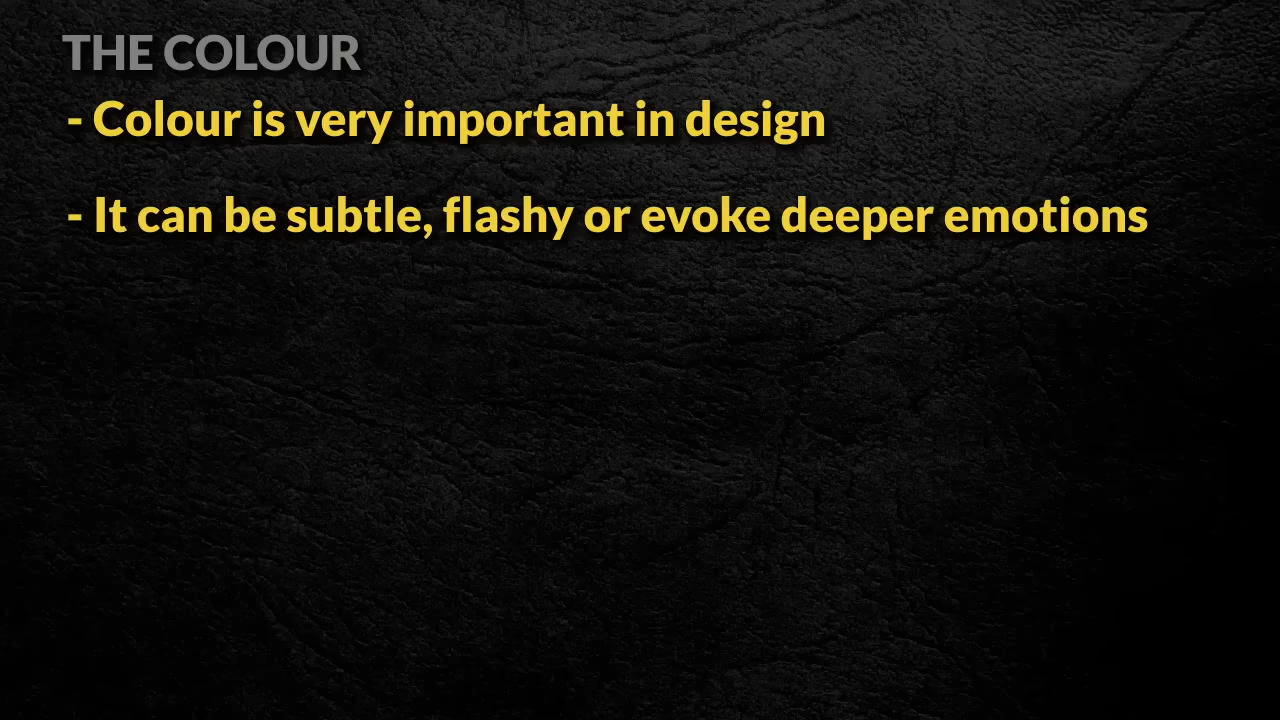 THE COLOUR
- Colour is very important in design
- It can be subtle, flashy or evoke deeper emotions